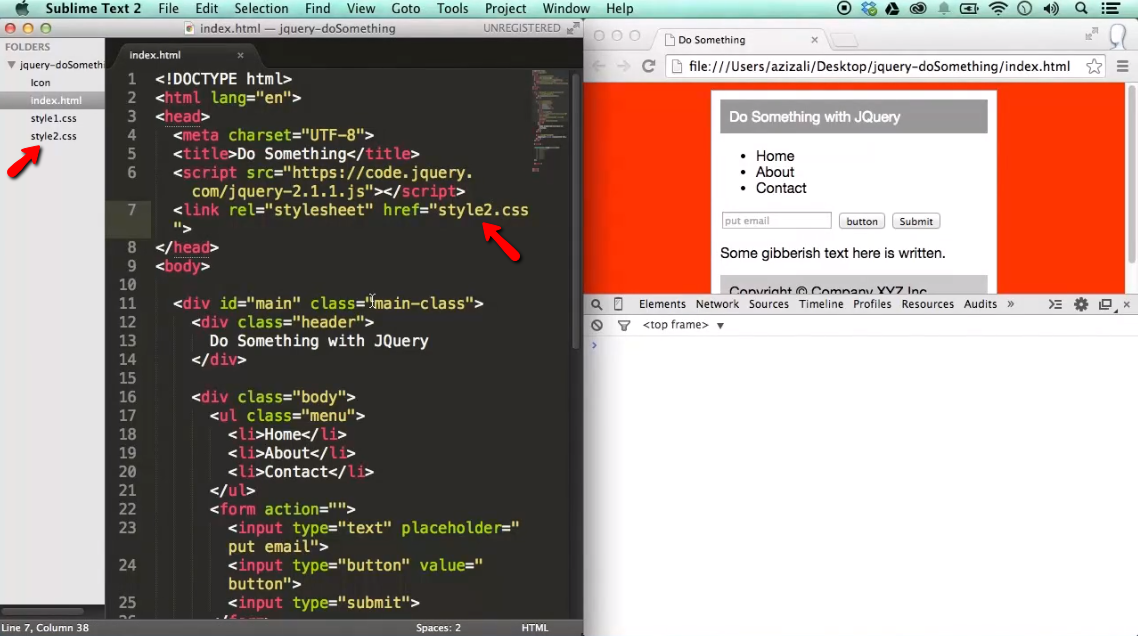 Sublime Text 2 File Edit Selection Find View Goto Tools Project Window Help
index.html — jquery-doSomething UNREGISTERED
FOLDERS
jquery-doSometh
Icon
index.html
style1.css
style2.css
index.html
1 <!DOCTYPE html>
2 <html lang="en">
3 <head>
4 <meta charset="UTF-8">
5 <title>Do Something</title>
6 <script src="https://code.jquery.
com/jquery-2.1.1.js"></script>
7 <link rel="stylesheet" href="style2.css
">
8 </head>
9 <body>
10
11 <div id="main" class="main-class">
12 <div class="header">
13 Do Something with JQuery
14 </div>
15
16 <div class="body">
17 <ul class="menu">
18 <li>Home</li>
19 <li>About</li>
20 <li>Contact</li>
21 </ul>
22 <form action="">
23 <input type="text" placeholder="
put email">
24 <input type="button" value="
button">
25 <input type="submit">
Line 7, Column 38 Spaces: 2 HTML
Do Something
file:///Users/azizali/Desktop/jquery-doSomething/index.html
Do Something with JQuery
• Home
• About
• Contact
put email button Submit
Some gibberish text here is written.
Copyright © Company XYZ Inc
Elements Network Sources Timeline Profiles Resources Audits »
<top frame> ▼